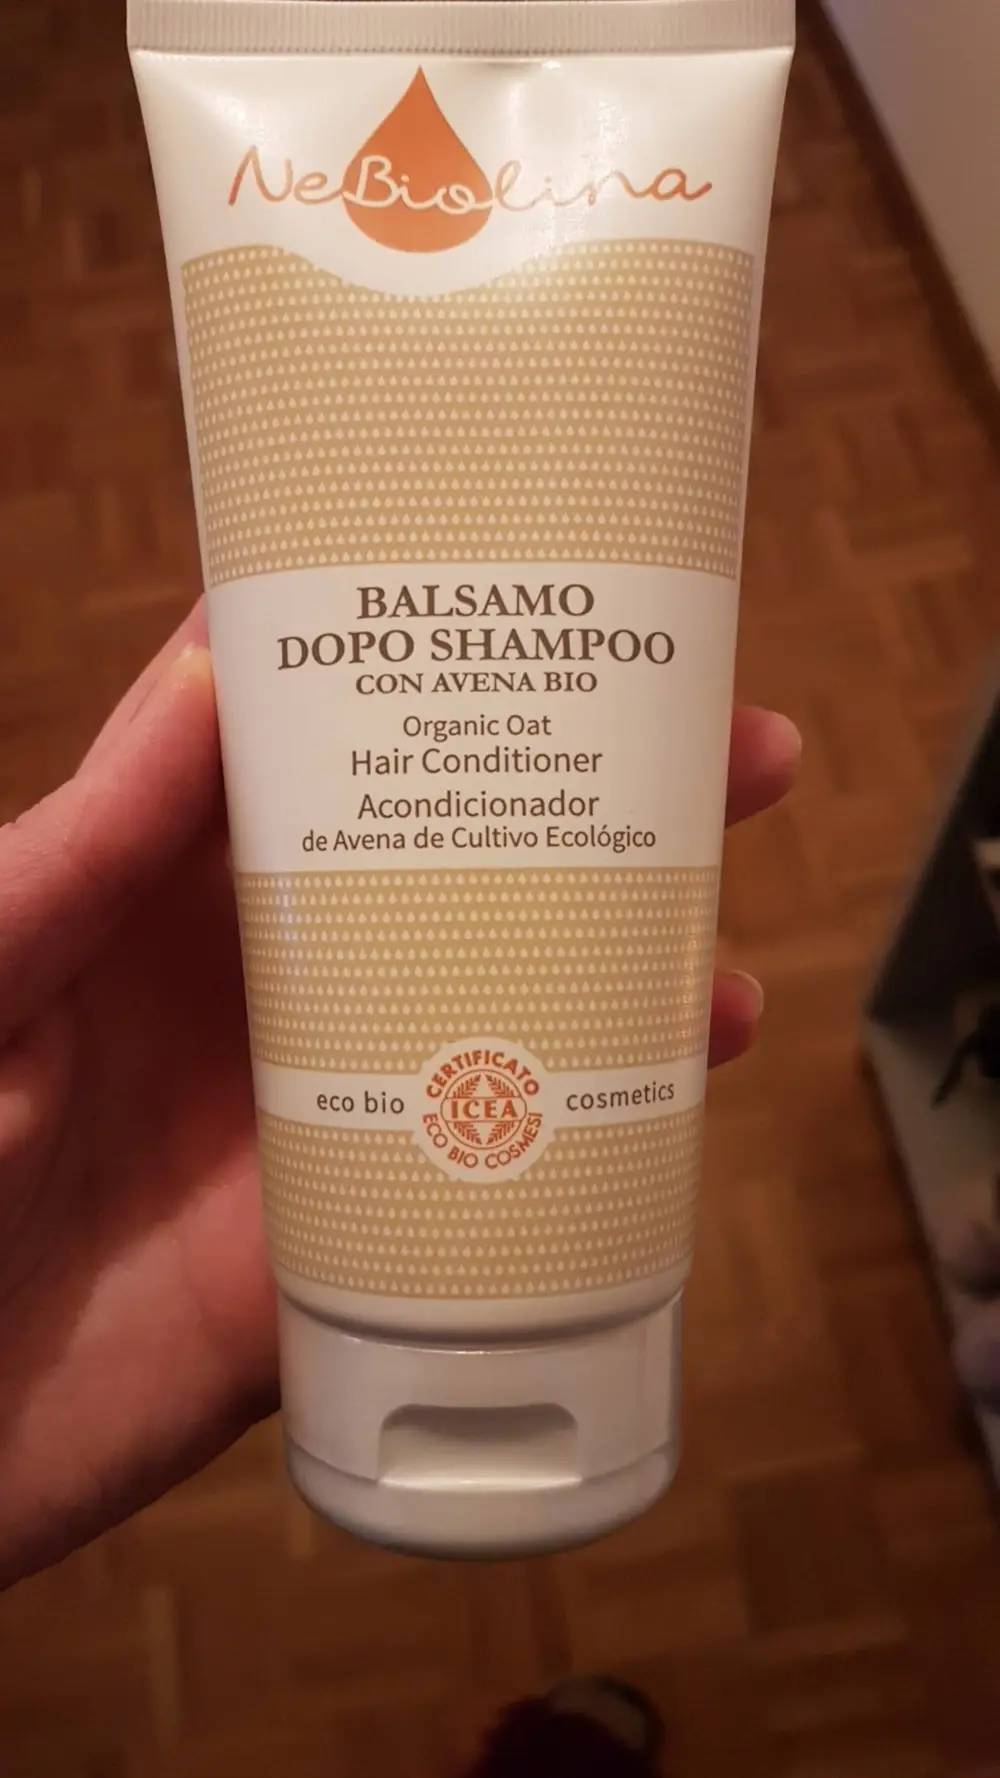 NeBiolina
BALSAMO
DOPO SHAMPOO
CON AVENA BIO
Organic Oat
Hair Conditioner
Acondicionador
de Avena de Cultivo Ecológico
eco bio
CERTIFICATO
ICEA
ECO BIO COSMESI
cosmetics